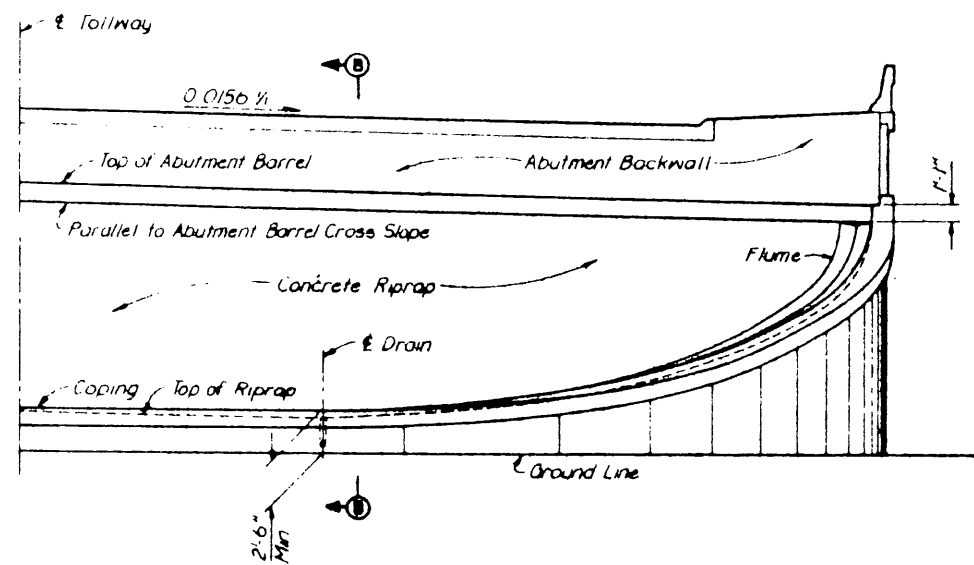 ℄ Tollway
B
0.0156 1/1
Top of Abutment Barrel
Abutment Backwall
1'-1"
Parallel to Abutment Barrel Cross Slope
Flume
Concrete Riprap
℄ Drain
Coping
Top of Riprap
Ground Line
B
2'-6"
Min